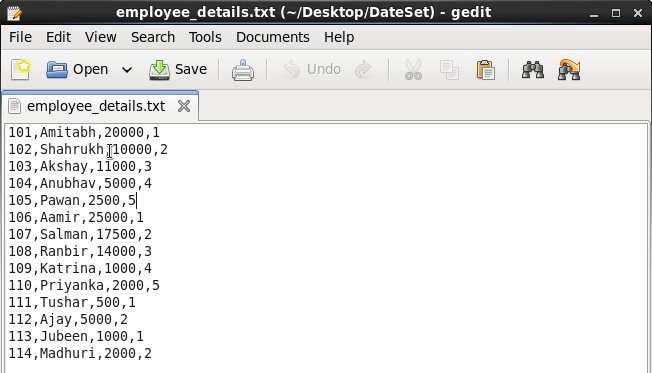 employee_details.txt (~/Desktop/DateSet) - gedit
File Edit View Search Tools Documents Help
Open Save Undo
employee_details.txt
101,Amitabh,20000,1
102,Shahrukh,10000,2
103,Akshay,11000,3
104,Anubhav,5000,4
105,Pawan,2500,5
106,Aamir,25000,1
107,Salman,17500,2
108,Ranbir,14000,3
109,Katrina,1000,4
110,Priyanka,2000,5
111,Tushar,500,1
112,Ajay,5000,2
113,Jubeen,1000,1
114,Madhuri,2000,2